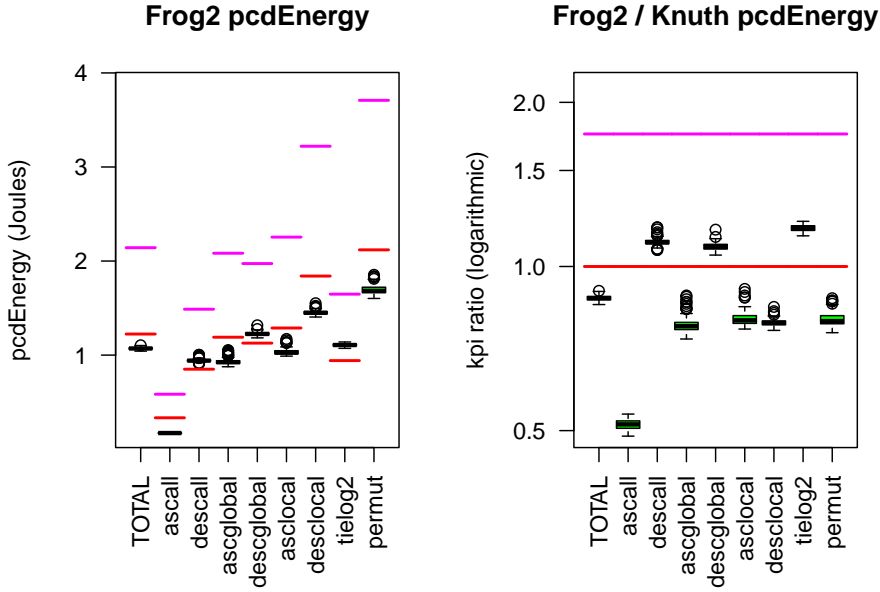 Frog2 pcdEnergy
pcdEnergy (Joules)
4
3
2
1
TOTAL
ascall
descall
ascglobal
descglobal
asclocal
desclocal
tielog2
permut
Frog2 / Knuth pcdEnergy
kpi ratio (logarithmic)
2.0
1.5
1.0
0.5
TOTAL
ascall
descall
ascglobal
descglobal
asclocal
desclocal
tielog2
permut